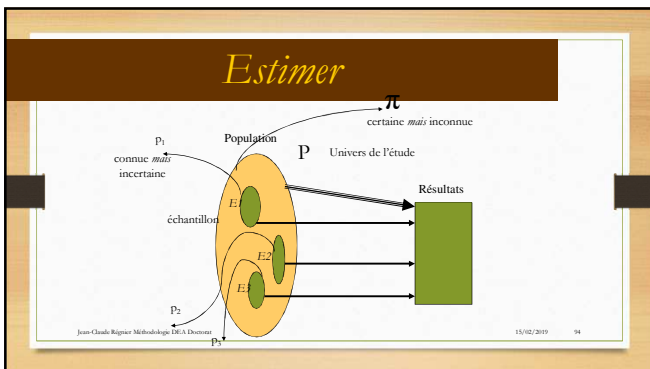 Estimer
π
certaine mais inconnue
p1
Population
P
Univers de l'étude
connue mais
incertaine
Résultats
E1
échantillon
E2
E3
p2
Jean-Claude Régnier Méthodologie DEA Doctorat
15/02/2019
94
p3